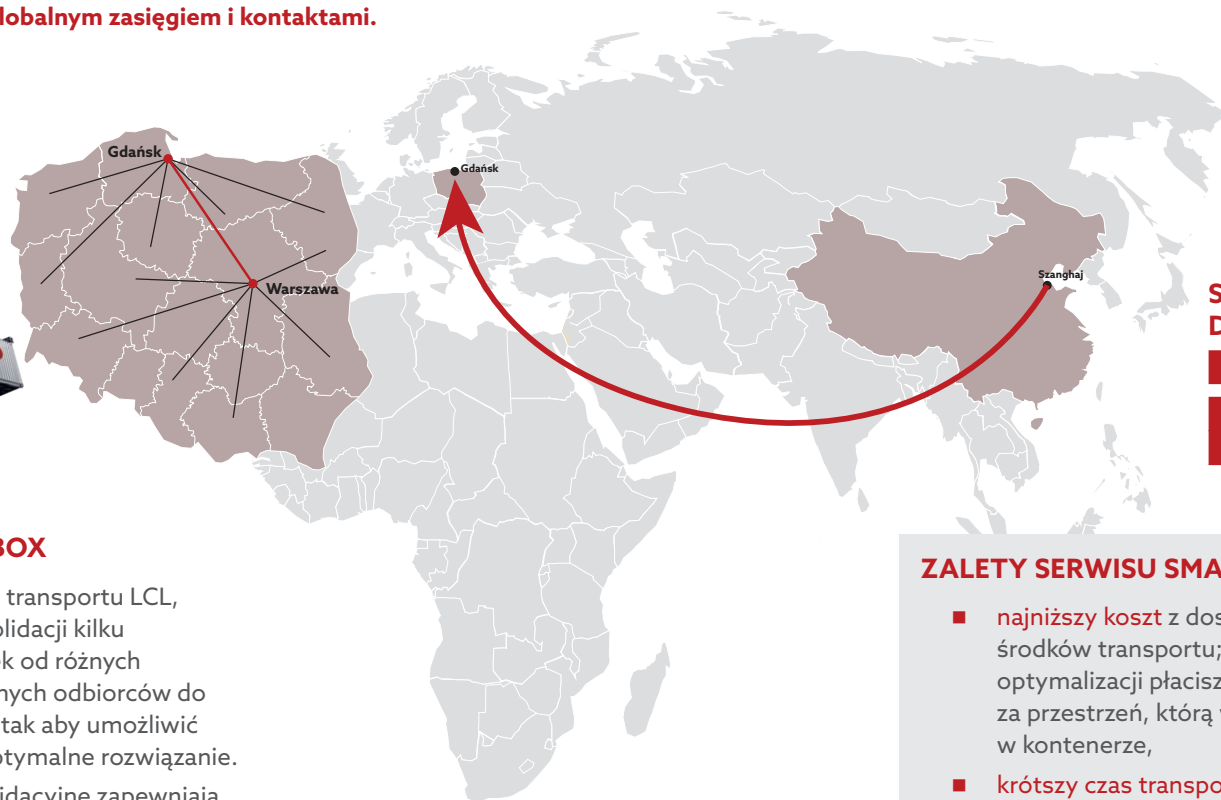 lobalnym zasięgiem i kontaktami.
Gdańsk
Warszawa
Gdańsk
Szanghaj
S
D
BOX
transportu LCL,
olidacji kilku
k od różnych
nych odbiorców do
tak aby umożliwić
ptymalne rozwiązanie.
idacyjne zapewniają
ZALETY SERWISU SMA
najniższy koszt z dos
środków transportu;
optymalizacji płacisz
za przestrzeń, którą
w kontenerze,
krótszy czas transpo